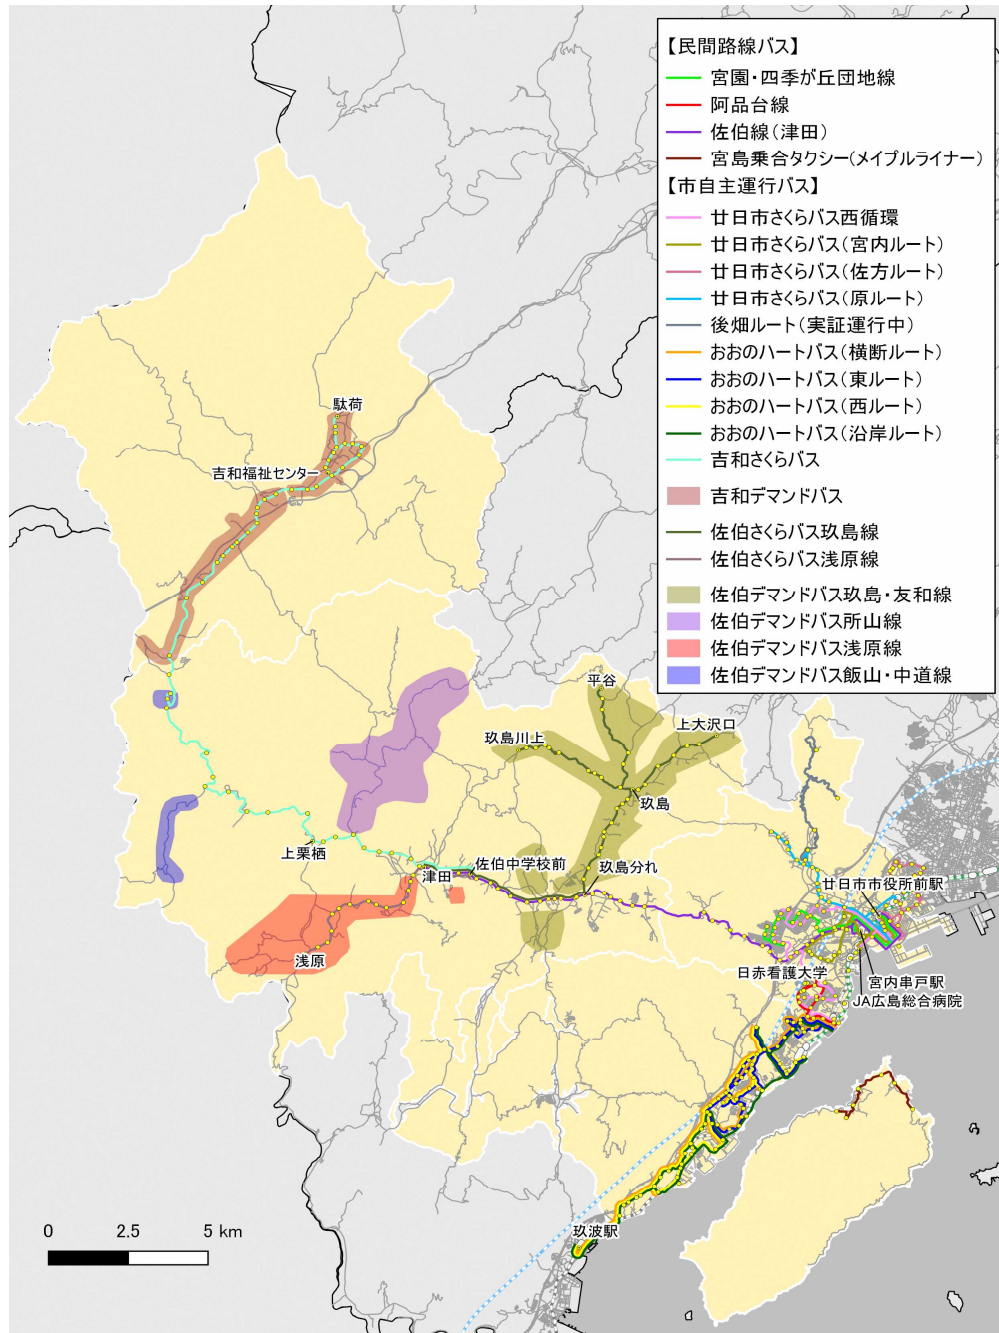 【民間路線バス】
宮園・四季が丘団地線
阿品台線
佐伯線(津田)
宮島乗合タクシー(メイプルライナー)
【市自主運行バス】
廿日市さくらバス西循環
廿日市さくらバス(宮内ルート)
廿日市さくらバス(佐方ルート)
廿日市さくらバス(原ルート)
後畑ルート(実証運行中)
おおのハートバス(横断ルート)
おおのハートバス(東ルート)
おおのハートバス(西ルート)
おおのハートバス(沿岸ルート)
吉和さくらバス
吉和デマンドバス
佐伯さくらバス玖島線
佐伯さくらバス浅原線
佐伯デマンドバス玖島・友和線
佐伯デマンドバス所山線
佐伯デマンドバス浅原線
佐伯デマンドバス飯山・中道線
駄荷
吉和福祉センター
平谷
上大沢口
玖島川上
玖島
上栗栖
佐伯中学校前
津田
玖島分れ
廿日市市役所前駅
浅原
日赤看護大学
宮内串戸駅
JA広島総合病院
玖波駅
0 2.5 5 km